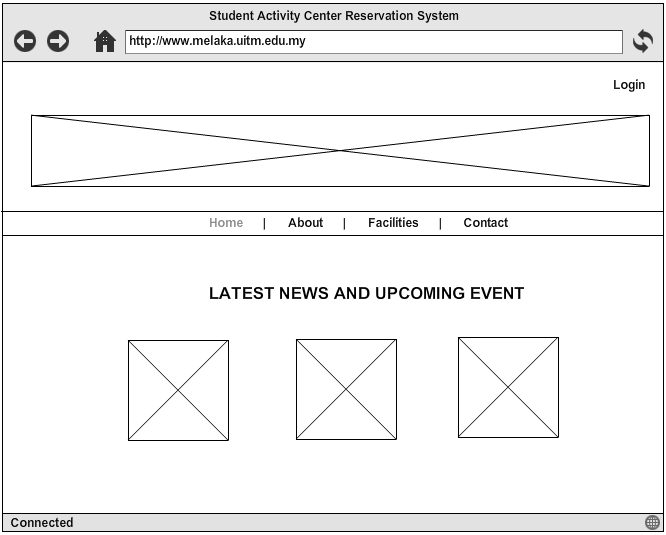 Student Activity Center Reservation System
http://www.melaka.uitm.edu.my
Login
Home | About | Facilities | Contact
LATEST NEWS AND UPCOMING EVENT
Connected